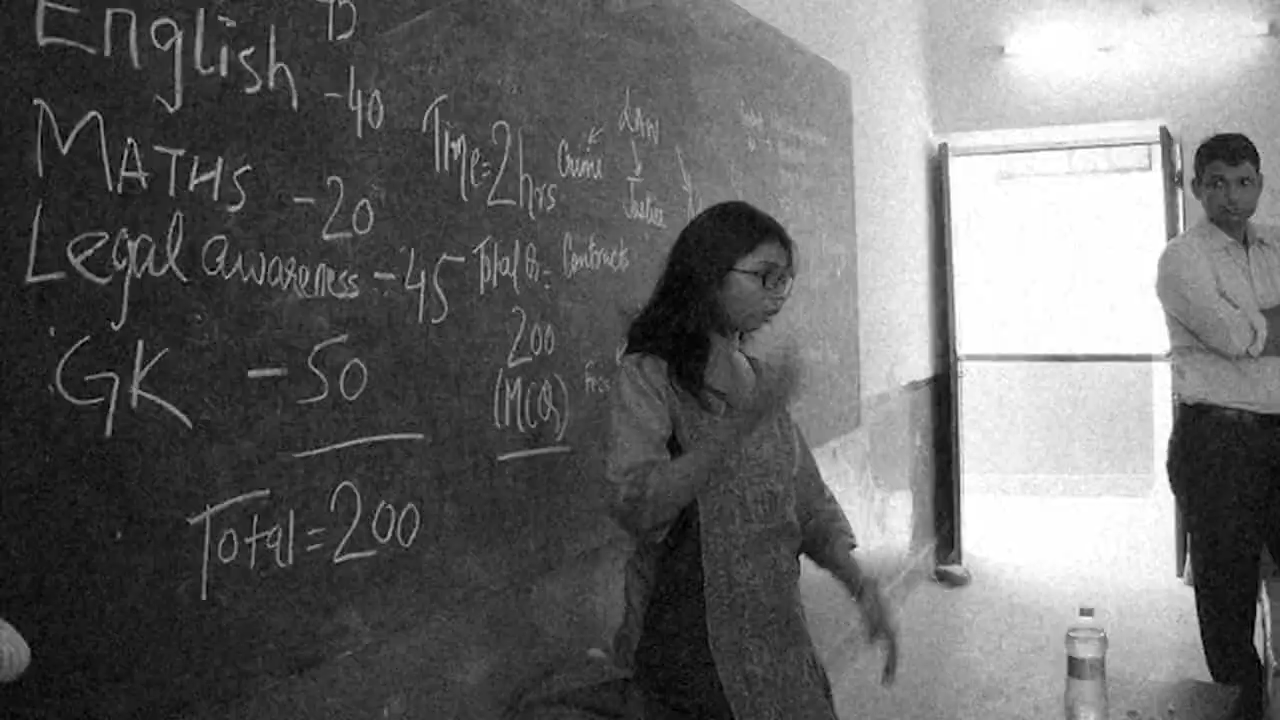 English -40
MATHS -20
Legal awareness -45
GK -50
Total=200
Time=2hrs.
Total Q.=
200
(MCQ)
LAW
Crime
Justice
Contracts